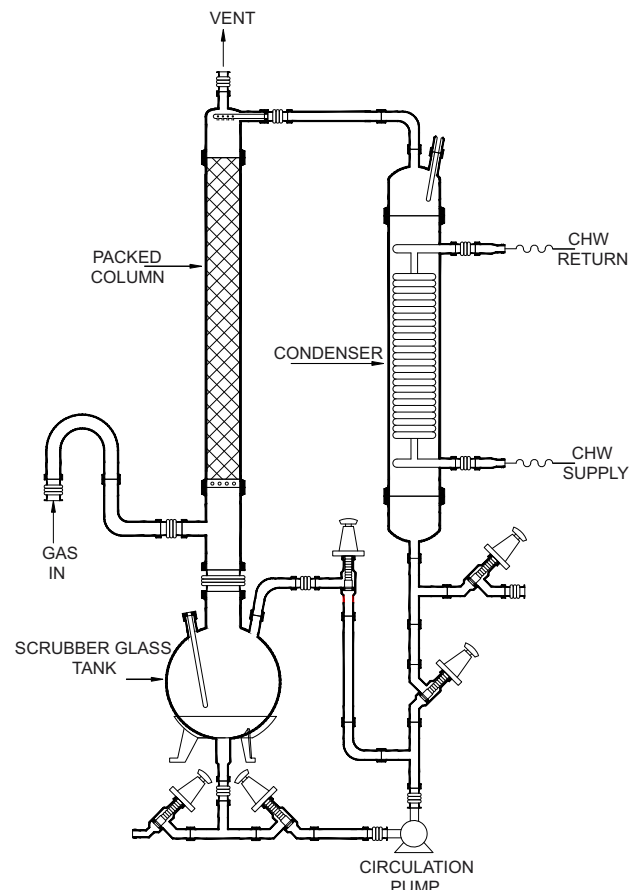 VENT
PACKED
COLUMN
CHW
RETURN
CONDENSER
CHW
SUPPLY
GAS
IN
SCRUBBER GLASS
TANK
CIRCULATION
PUMP